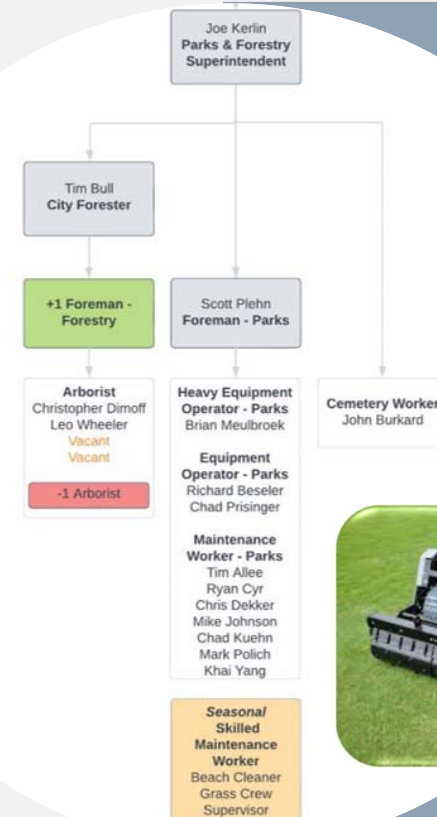 Joe Kerlin
Parks & Forestry
Superintendent
Tim Bull
City Forester
+1 Foreman -
Forestry
Scott Plehn
Foreman - Parks
Arborist
Christopher Dimoff
Leo Wheeler
Vacant
Vacant
-1 Arborist
Heavy Equipment
Operator - Parks
Brian Meulbroek
Equipment
Operator - Parks
Richard Beseler
Chad Prisinger
Maintenance
Worker - Parks
Tim Allee
Ryan Cyr
Chris Dekker
Mike Johnson
Chad Kuehn
Mark Polich
Khai Yang
Cemetery Worker
John Burkard
Seasonal
Skilled
Maintenance
Worker
Beach Cleaner
Grass Crew
Supervisor